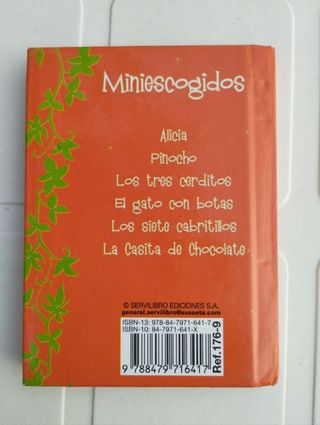 Miniescogidos
Alicia
Pinocho
Los tres cerditos
El gato con botas
Los siete cabritillos
La Casita de Chocolate
© SERVILIBRO EDICIONES S.A.
general.servilibro@susaeta.com
ISBN-13: 978-84-7971-641-7
ISBN-10: 84-7971-641-X
9 788479 716417
Ref.176-9